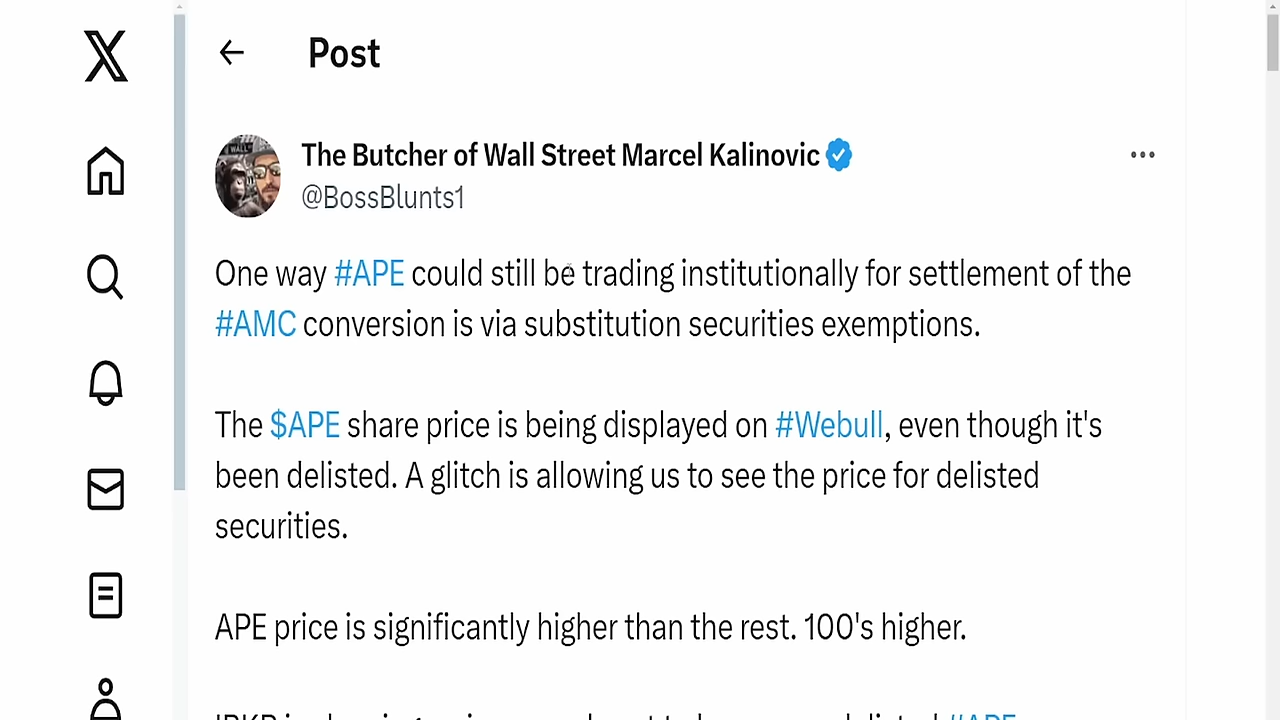 Post
The Butcher of Wall Street Marcel Kalinovic
@BossBlunts1
One way #APE could still be trading institutionally for settlement of the
#AMC conversion is via substitution securities exemptions.
The $APE share price is being displayed on #Webull, even though it's
been delisted. A glitch is allowing us to see the price for delisted
securities.
APE price is significantly higher than the rest. 100's higher.
#APE